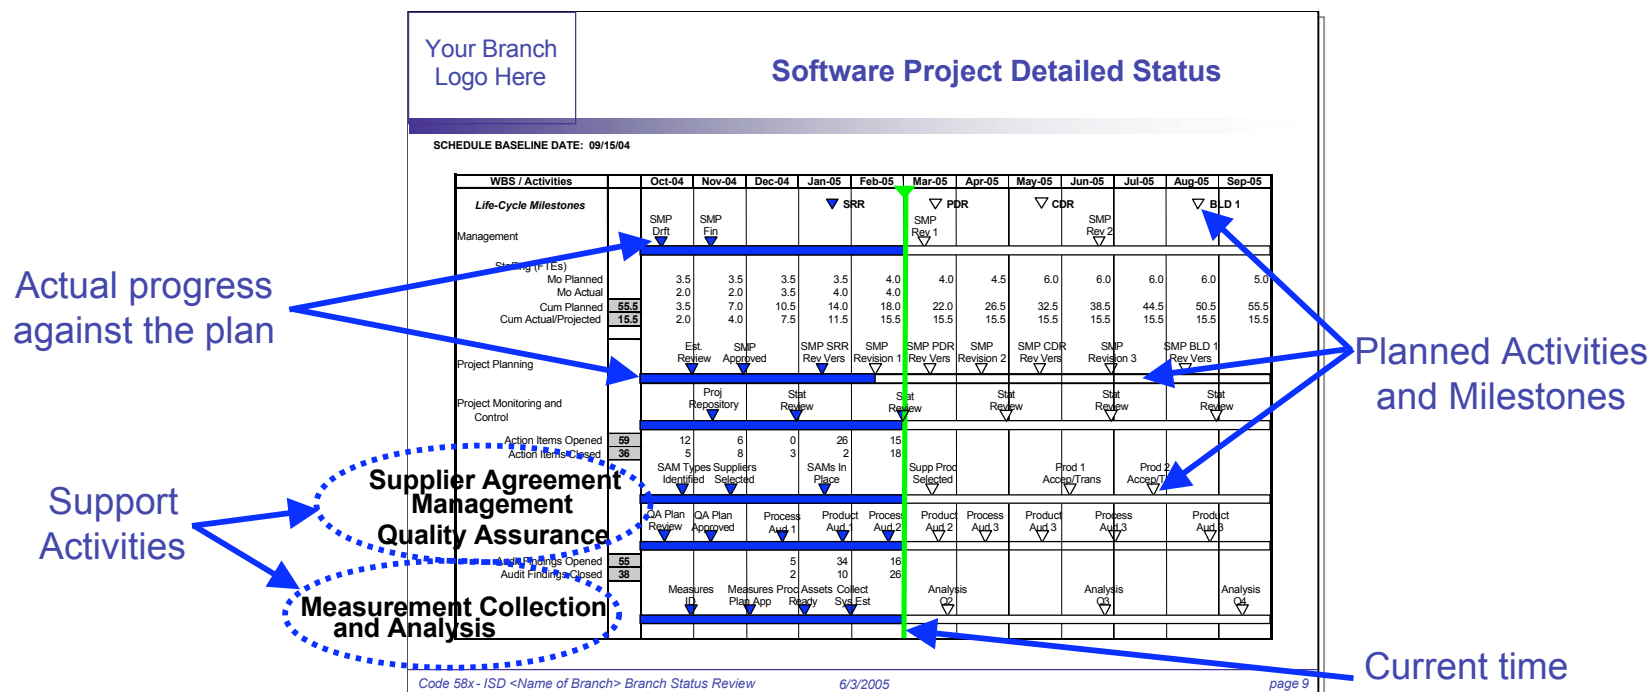 Your Branch
Logo Here
Software Project Detailed Status
SCHEDULE BASELINE DATE: 09/15/04
WBS / Activities Oct-04 Nov-04 Dec-04 Jan-05 Feb-05 Mar-05 Apr-05 May-05 Jun-05 Jul-05 Aug-05 Sep-05
Life-Cycle Milestones SRR PDR CDR BLD 1
SMP SMP SMP SMP
Drft Fin Rev 1 Rev 2
Management
Staffing (FTEs)
Mo Planned 3.5 3.5 3.5 3.5 4.0 4.0 4.5 6.0 6.0 6.0 6.0 5.0
Mo Actual 2.0 2.0 3.5 4.0 4.0
Cum Planned 55.5 3.5 7.0 10.5 14.0 18.0 22.0 26.5 32.5 38.5 44.5 50.5 55.5
Cum Actual/Projected 15.5 2.0 4.0 7.5 11.5 15.5 15.5 15.5 15.5 15.5 15.5 15.5 15.5
Est. SMP SMP SRR SMP SMP PDR SMP SMP CDR SMP SMP BLD 1
Review Approved Rev Vers Revision 1 Rev Vers Revision 2 Rev Vers Revision 3 Rev Vers
Project Planning
Proj Stat Stat Stat Stat Stat
Repository Review Review Review Review Review
Project Monitoring and
Control
Action Items Opened 59 12 6 0 26 15
Action Items Closed 36 5 8 3 2 18
SAM Types Suppliers SAMs In Supp Prod Prod 1 Prod 2
Identified Selected Place Selected Accep/Trans Accep/T
Supplier Agreement
Management
QA Plan QA Plan Process Product Process Product Process Product Process Product
Review Approved Aud 1 Aud 1 Aud 2 Aud 2 Aud 3 Aud 3 Aud 3 Aud 3
Quality Assurance
Audit Findings Opened 55 5 34 16
Audit Findings Closed 38 2 10 26
Measures Measures Proc Assets Collect Analysis Analysis Analysis
ID Plan App Ready Sys Est Q2 Q3 Q4
Measurement Collection
and Analysis
Code 58x- ISD <Name of Branch> Branch Status Review 6/3/2005 page 9
Actual progress
against the plan
Support
Activities
Planned Activities
and Milestones
Current time